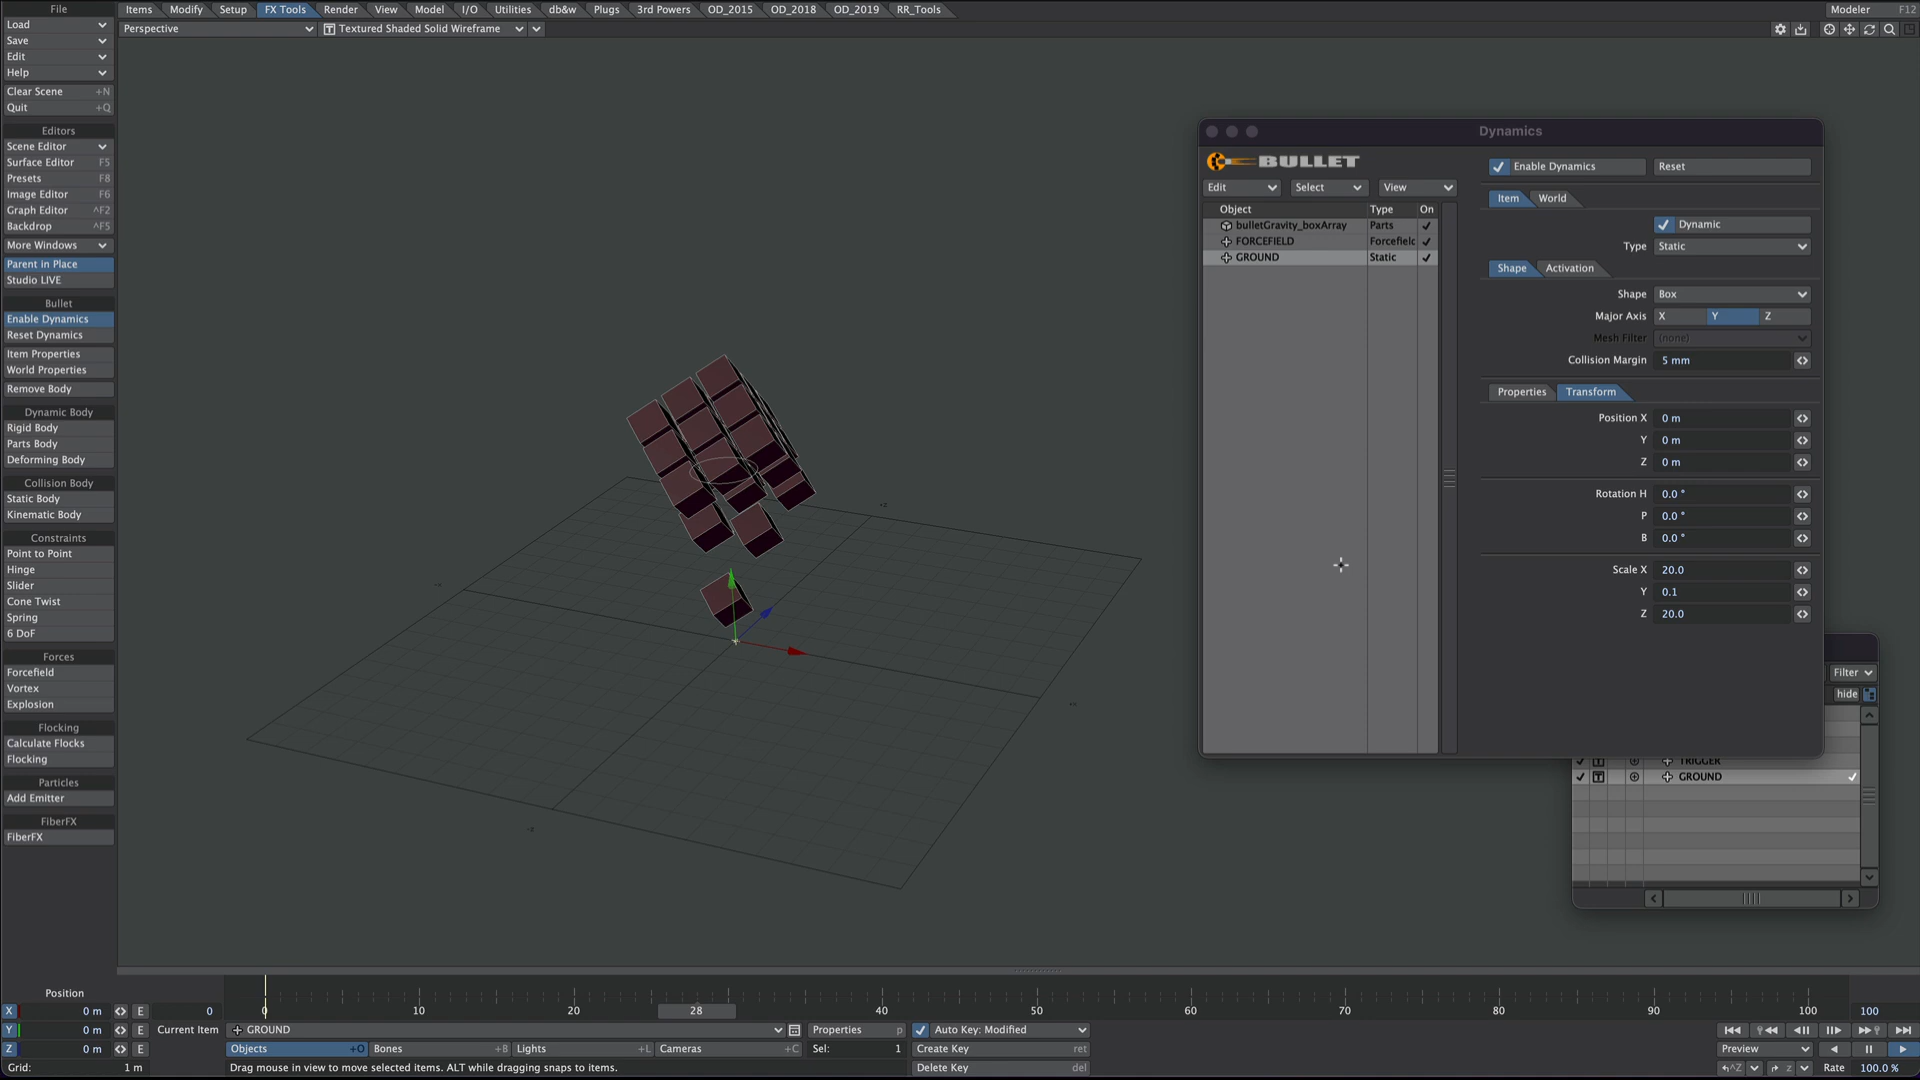 File
Load
Save
Edit
Help
Clear Scene +N
Quit +Q
Editors
Scene Editor
Surface Editor F5
Presets F8
Image Editor F6
Graph Editor ^F2
Backdrop ^F5
More Windows
Parent in Place
Studio LIVE
Bullet
Enable Dynamics
Reset Dynamics
Item Properties
World Properties
Remove Body
Dynamic Body
Rigid Body
Parts Body
Deforming Body
Collision Body
Static Body
Kinematic Body
Constraints
Point to Point
Hinge
Slider
Cone Twist
Spring
6 DoF
Forces
Forcefield
Vortex
Explosion
Flocking
Calculate Flocks
Flocking
Particles
Add Emitter
FiberFX
FiberFX
Items Modify Setup FX Tools Render View Model I/O Utilities db&w Plugs 3rd Powers OD_2015 OD_2018 OD_2019 RR_Tools
Modeler F12
Perspective
Textured Shaded Solid Wireframe
Dynamics
BULLET
Edit Select View
Object Type On
bulletGravity_boxArray Parts
FORCEFIELD Forcefielc
GROUND Static
Enable Dynamics Reset
Item World
Dynamic
Type Static
Shape Activation
Shape Box
Major Axis X Y Z
Mesh Filter (none)
Collision Margin 5 mm
Properties Transform
Position X 0 m
Y 0 m
Z 0 m
Rotation H 0.0 °
P 0.0 °
B 0.0 °
Scale X 20.0
Y 0.1
Z 20.0
Filter
hide
TRIGGER
GROUND
Position
X 0 m E
Y 0 m E
Z 0 m E
Grid: 1 m
0 0 10 20 28 40 50 60 70 80 90 100 100
Current Item GROUND Properties p Auto Key: Modified
Objects +O Bones +B Lights +L Cameras +C Sel: 1 Create Key ret
Drag mouse in view to move selected items. ALT while dragging snaps to items. Delete Key del
Preview
^Z z Rate 100.0 %